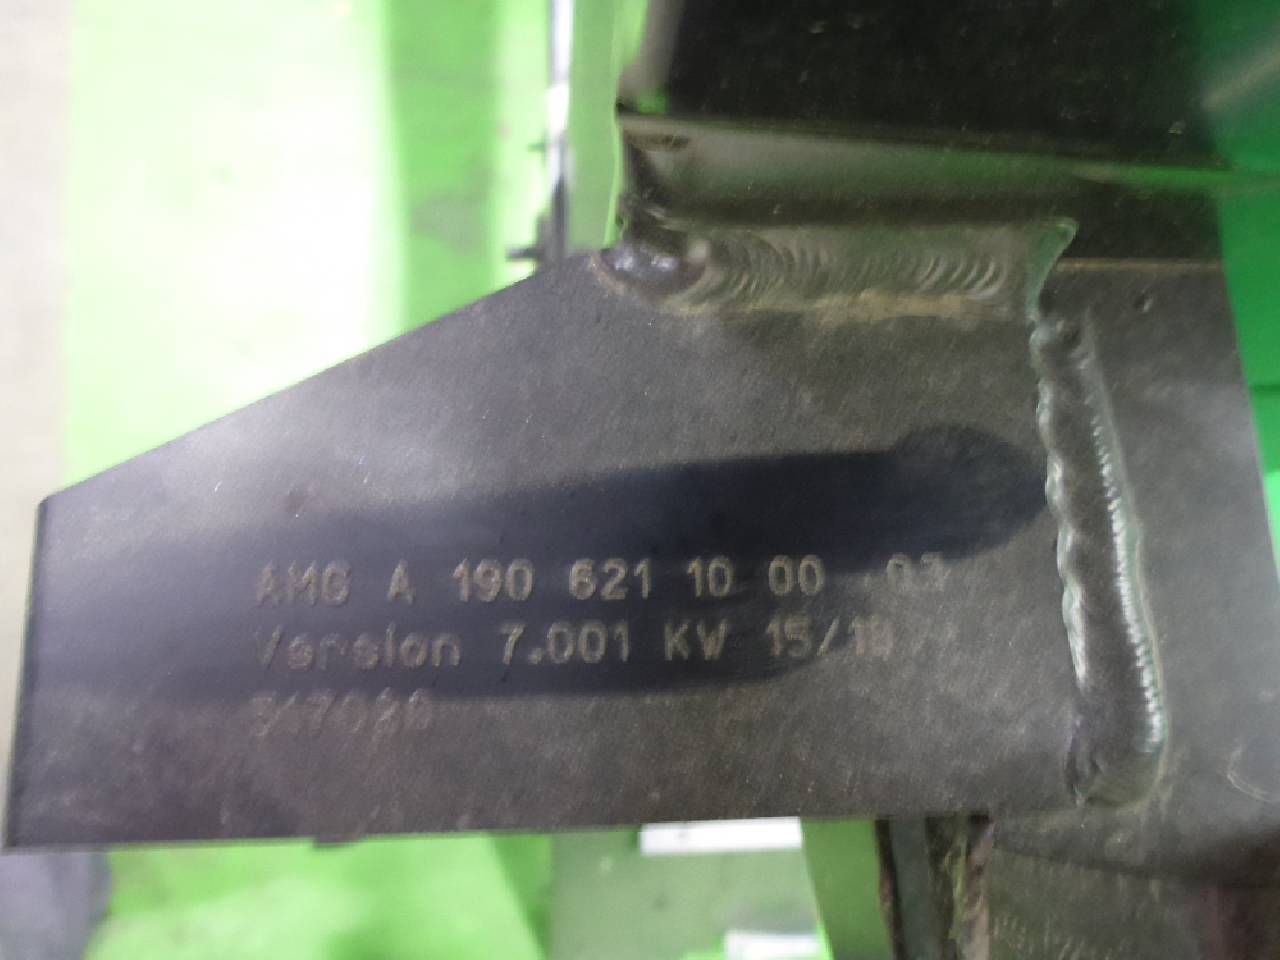 AMG A 190 621 10 00 03
Version 7.001 KW 15/18